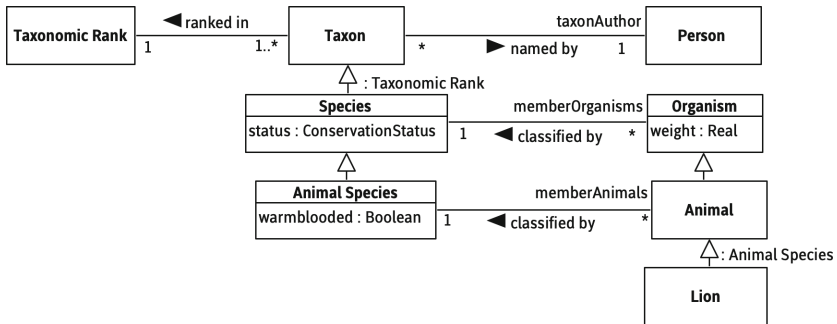 Taxonomic Rank
1
ranked in
1..*
Taxon
*
named by
taxonAuthor
1
Person
: Taxonomic Rank
Species
status : ConservationStatus
1
classified by
memberOrganisms
*
Organism
weight : Real
Animal Species
warmblooded : Boolean
1
classified by
memberAnimals
*
Animal
: Animal Species
Lion